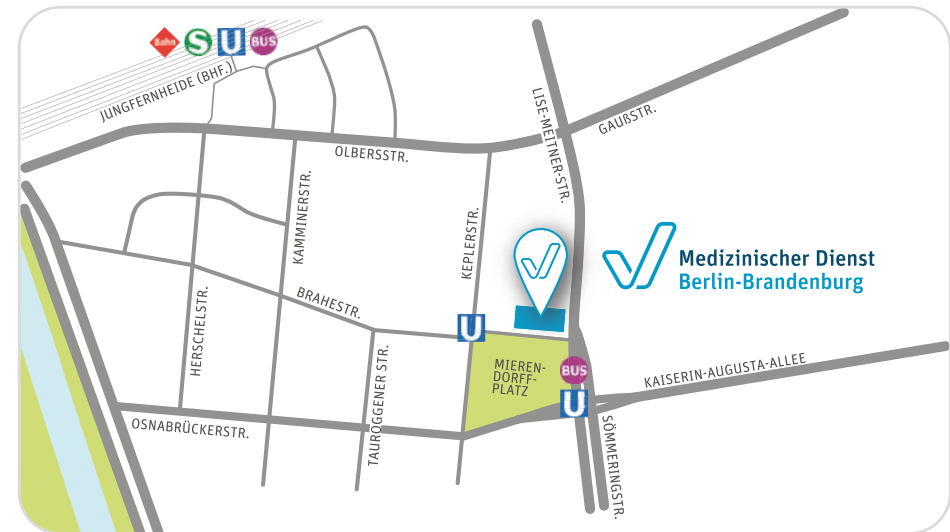 Bahn
S
U
BUS
JUNGFERNHEIDE (BHF.)
OLBERSSTR.
LISE-MEITNER-STR.
GAUẞSTR.
KAMMINERSTR.
KEPLERSTR.
Medizinischer Dienst
Berlin-Brandenburg
HERSCHELSTR.
BRAHESTR.
U
TAUROGGENER STR.
MIEREN-
DORFF-
PLATZ
BUS
U
KAISERIN-AUGUSTA-ALLEE
OSNABRÜCKERSTR.
SÖMMERINGSTR.